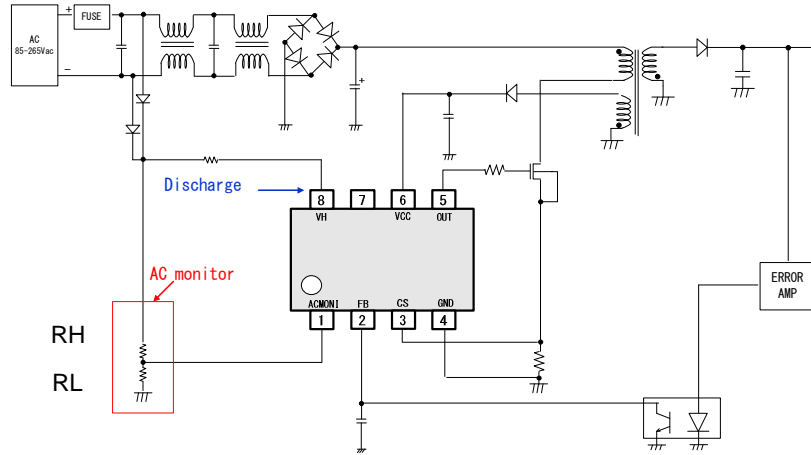 +
FUSE
AC
85-265Vac
−
+
Discharge
8
7
6
5
VH
VCC
OUT
AC monitor
ACMONI
FB
CS
GND
1
2
3
4
RH
RL
ERROR
AMP